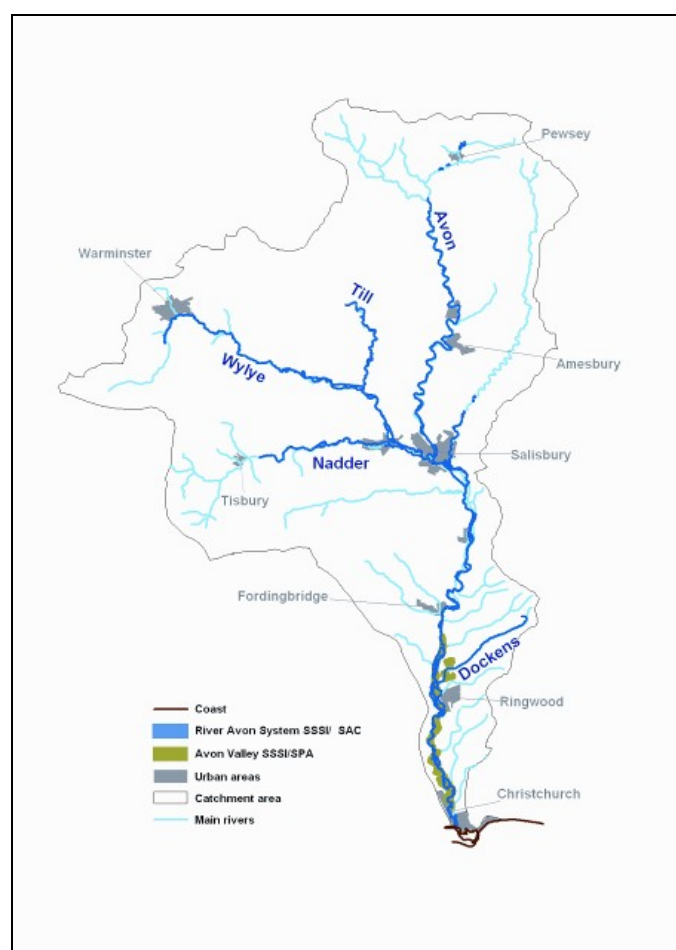 Pewsey
Avon
Warminster
Till
Wylye
Amesbury
Salisbury
Nadder
Tisbury
Fordingbridge
Dockens
Ringwood
Coast
River Avon System SSSI/ SAC
Avon Valley SSSI/SPA
Urban areas
Christchurch
Catchment area
Main rivers